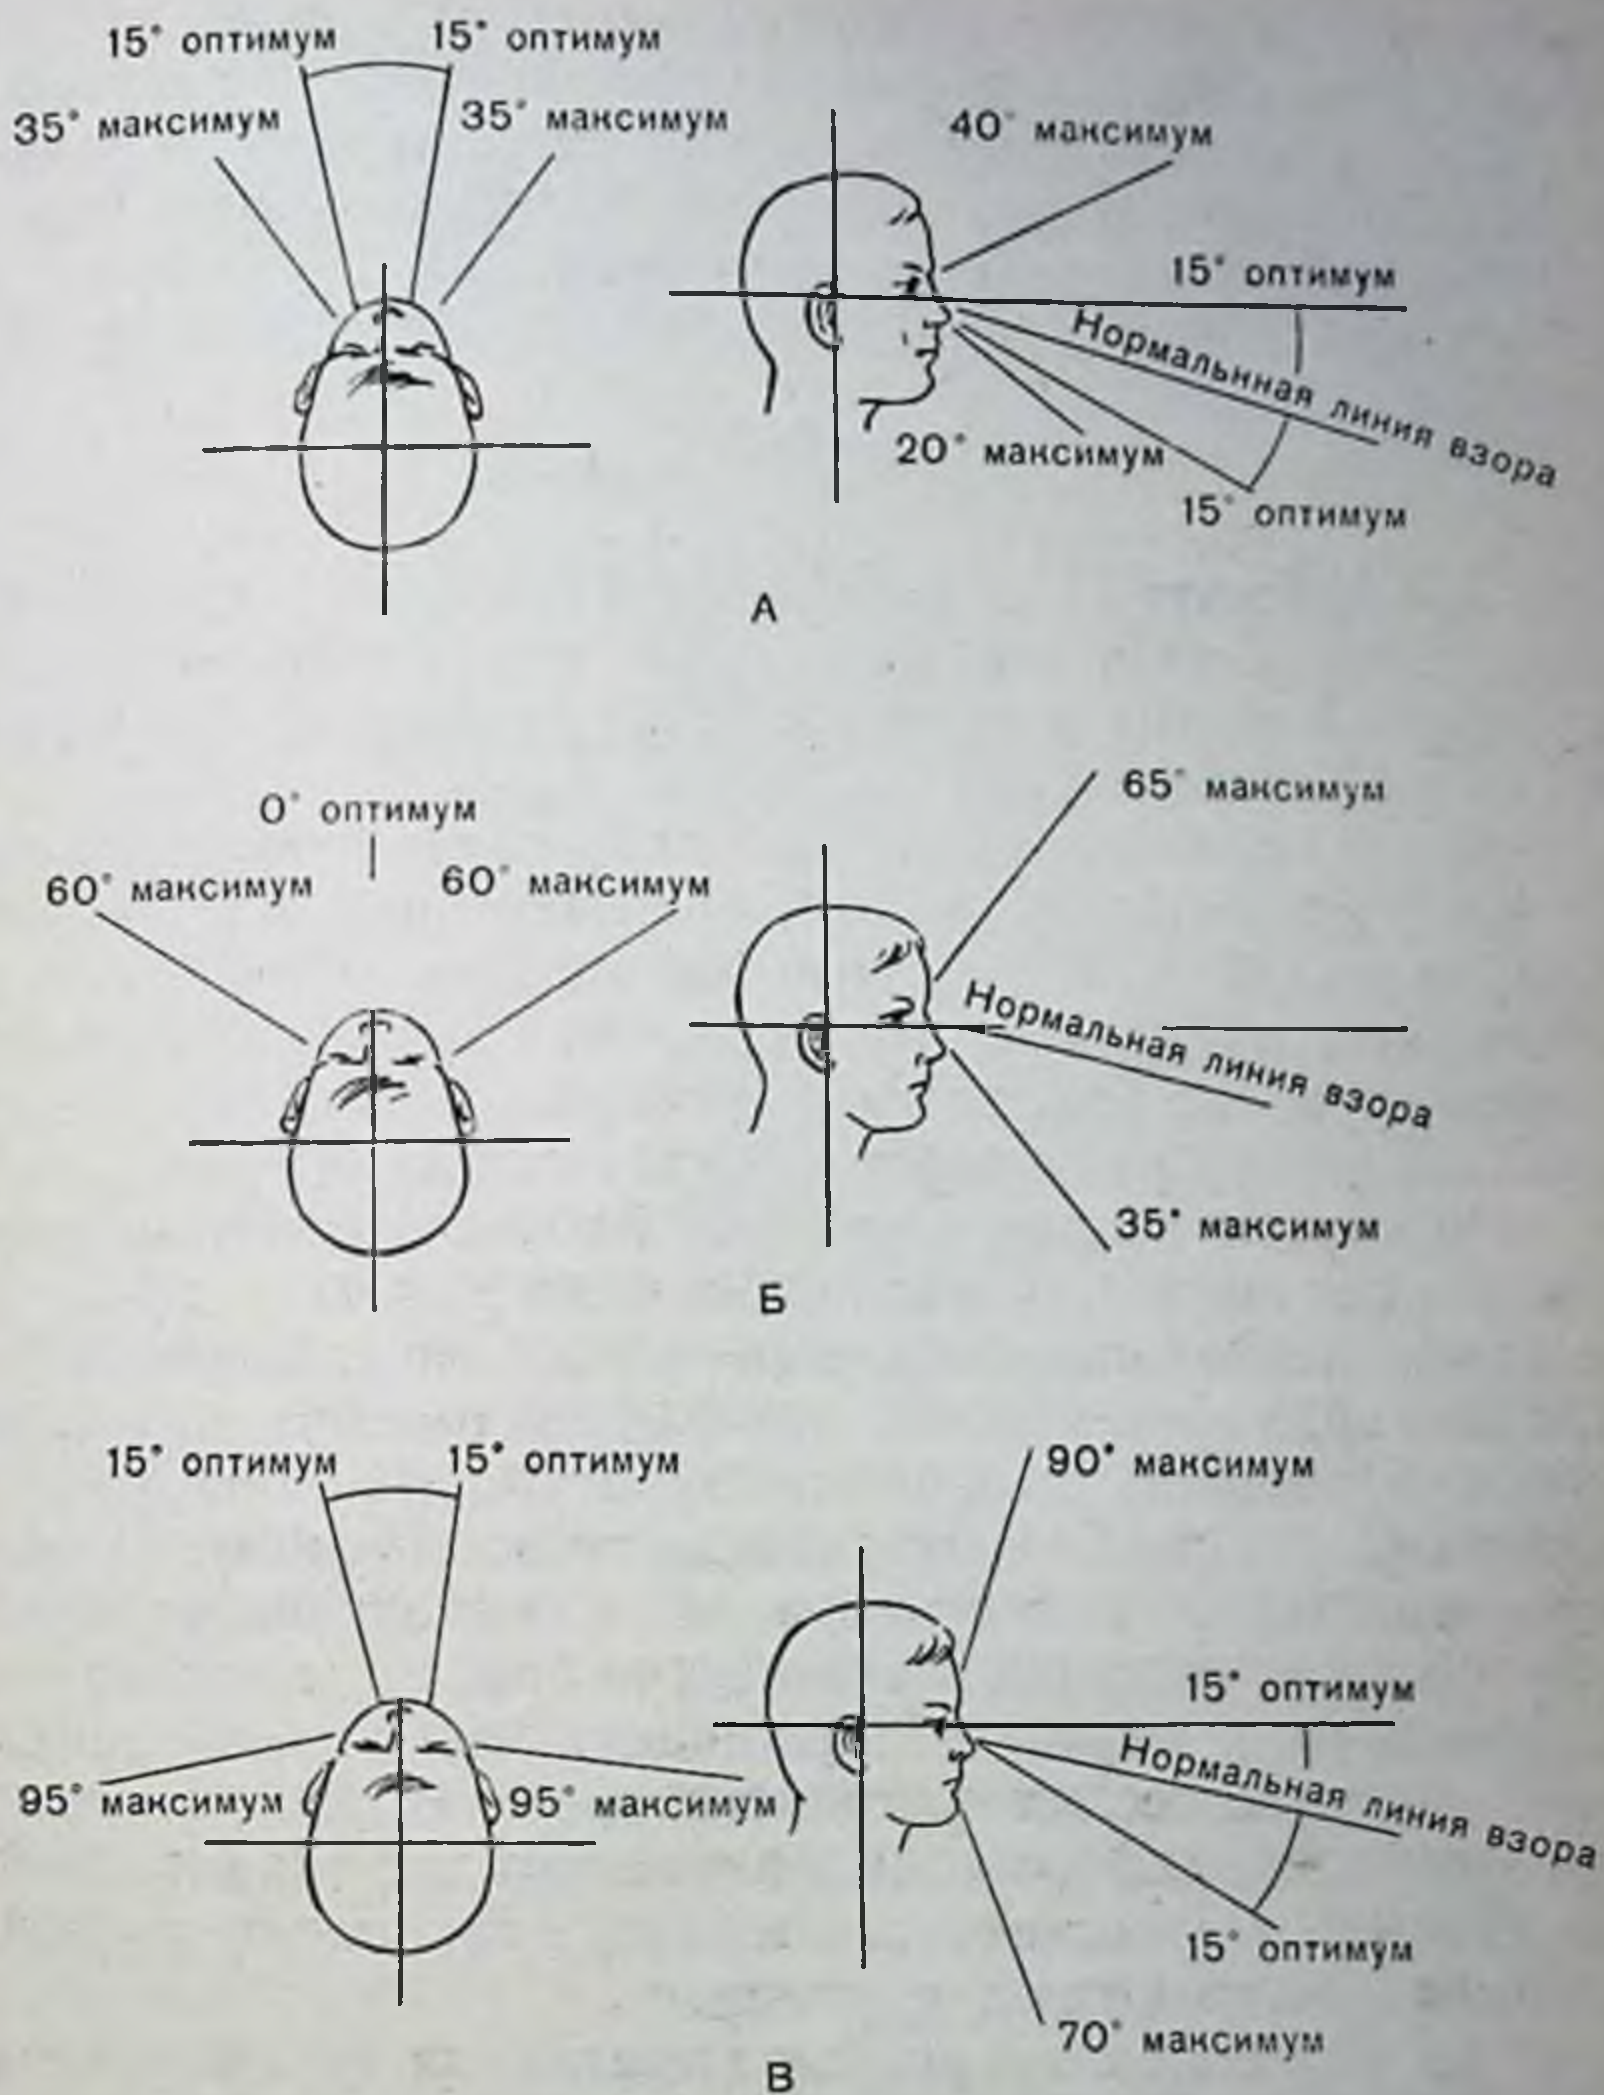 15° оптимум 15° оптимум
35° максимум 35° максимум
40° максимум
15° оптимум
Нормальнная линия взора
20° максимум
15° оптимум
А
0° оптимум
60° максимум 60° максимум
65° максимум
Нормальная линия взора
35° максимум
Б
15° оптимум 15° оптимум
95° максимум 95° максимум
90° максимум
15° оптимум
Нормальная линия взора
15° оптимум
70° максимум
В